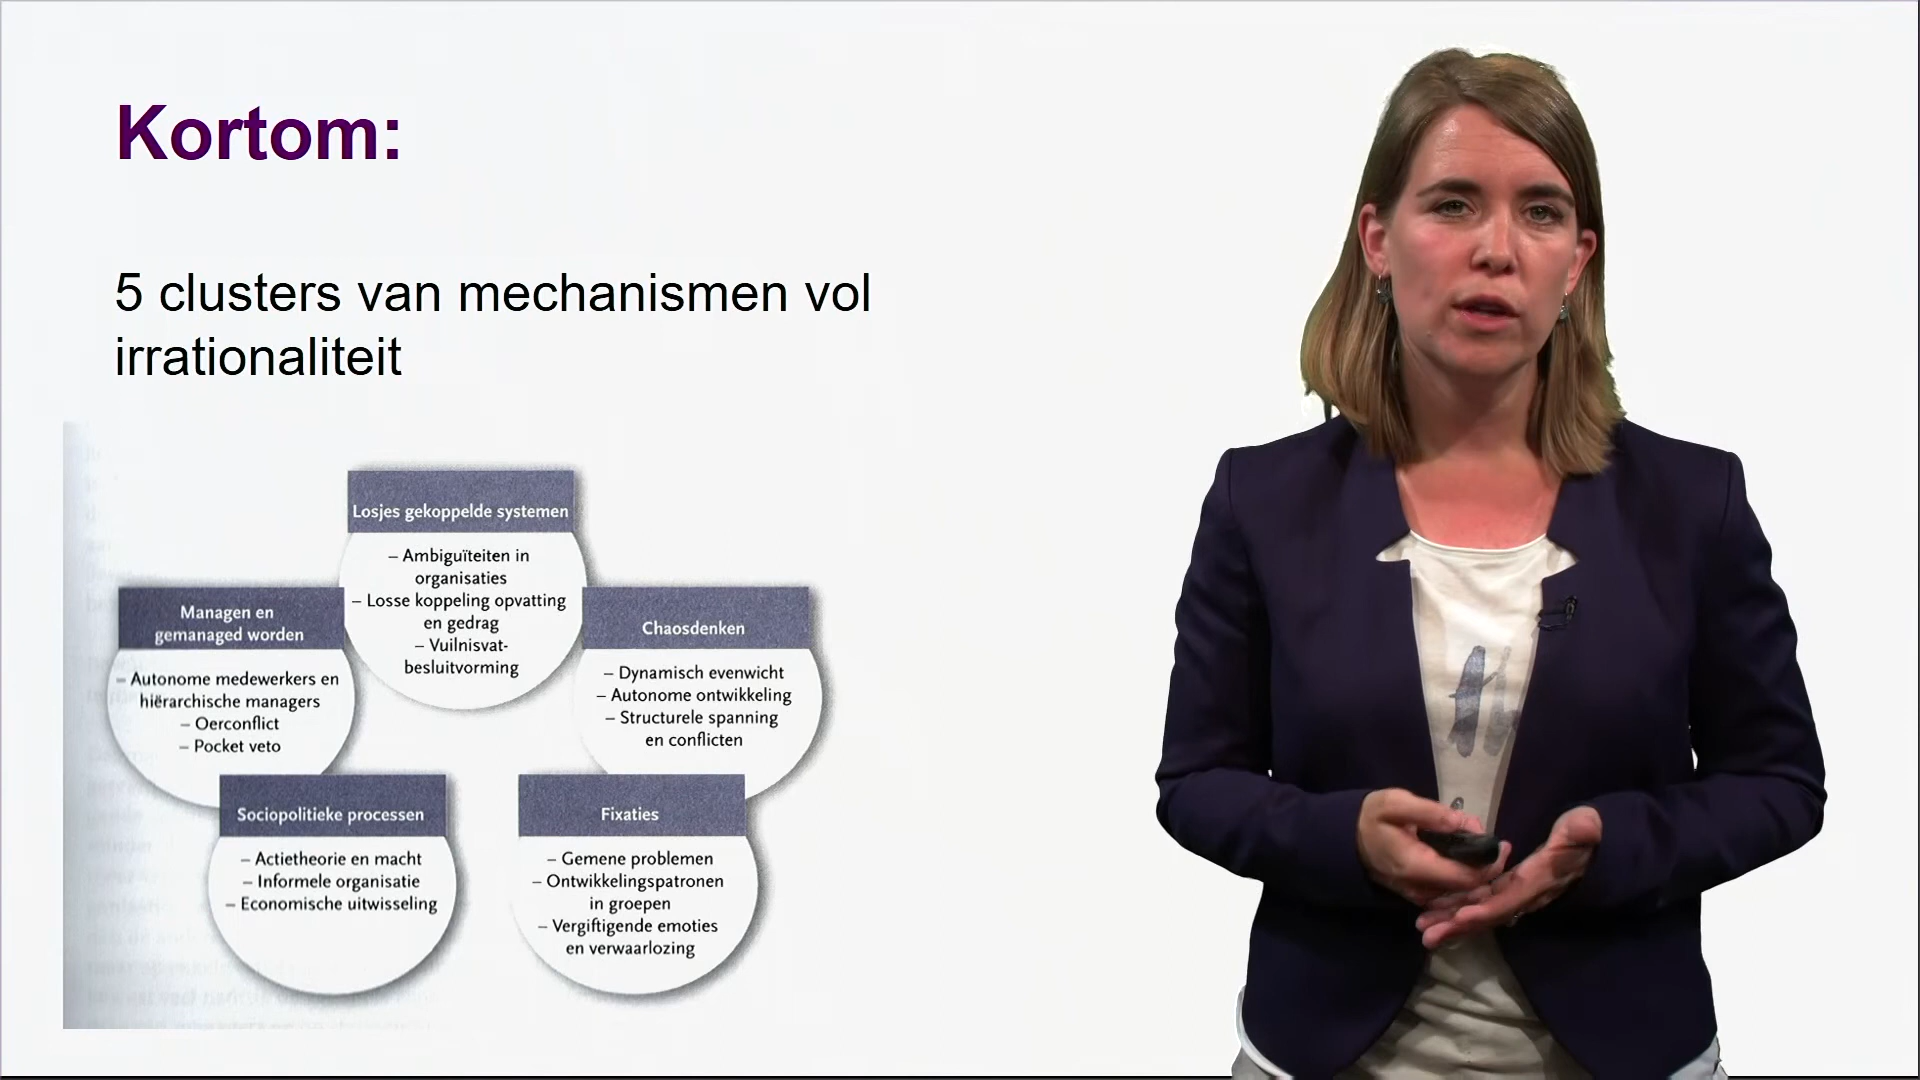 Kortom:
5 clusters van mechanismen vol
irrationaliteit
Losjes gekoppelde systemen
– Ambiguïteiten in
organisaties
– Losse koppeling opvatting
en gedrag
– Vuilnisvat-
besluitvorming
Managen en
gemanaged worden
– Autonome medewerkers en
hiërarchische managers
– Oerconflict
– Pocket veto
Chaosdenken
– Dynamisch evenwicht
– Autonome ontwikkeling
– Structurele spanning
en conflicten
Sociopolitieke processen
– Actietheorie en macht
– Informele organisatie
– Economische uitwisseling
Fixaties
– Gemene problemen
– Ontwikkelingspatronen
in groepen
– Vergiftigende emoties
en verwaarlozing